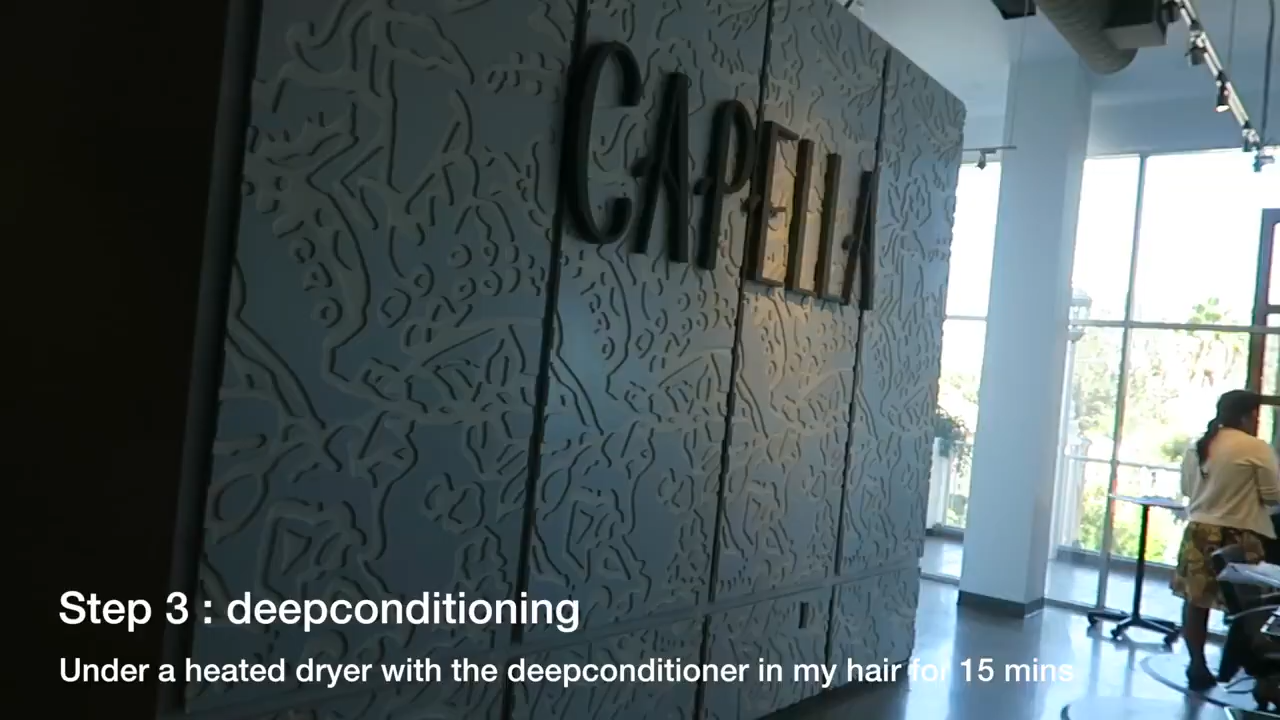 CAPELLA
Step 3 : deepconditioning
Under a heated dryer with the deepconditioner in my hair for 15 mins